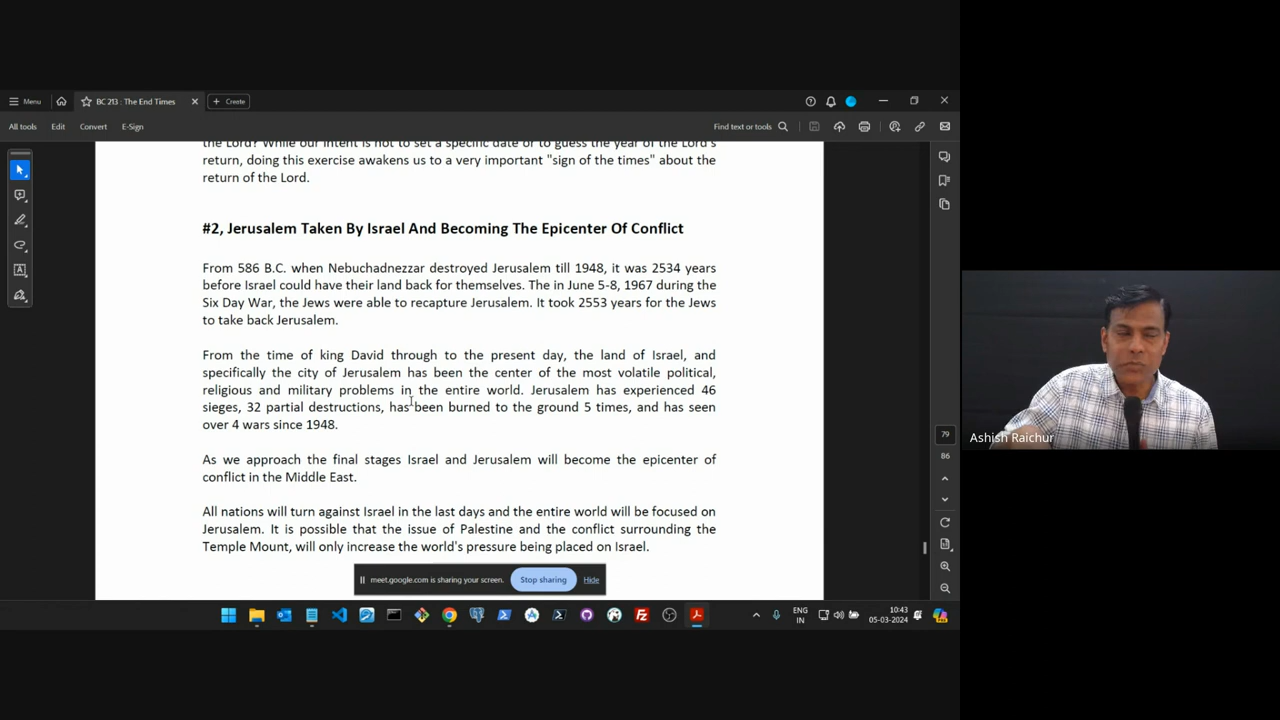 Menu
BC 213 : The End Times
Create
All tools
Edit
Convert
E-Sign
Find text or tools
the Lord? While our intent is not to set a specific date or to guess the year of the Lord's
return, doing this exercise awakens us to a very important "sign of the times" about the
return of the Lord.
#2, Jerusalem Taken By Israel And Becoming The Epicenter Of Conflict
From 586 B.C. when Nebuchadnezzar destroyed Jerusalem till 1948, it was 2534 years
before Israel could have their land back for themselves. The in June 5-8, 1967 during the
Six Day War, the Jews were able to recapture Jerusalem. It took 2553 years for the Jews
to take back Jerusalem.
From the time of king David through to the present day, the land of Israel, and
specifically the city of Jerusalem has been the center of the most volatile political,
religious and military problems in the entire world. Jerusalem has experienced 46
sieges, 32 partial destructions, has been burned to the ground 5 times, and has seen
over 4 wars since 1948.
As we approach the final stages Israel and Jerusalem will become the epicenter of
conflict in the Middle East.
All nations will turn against Israel in the last days and the entire world will be focused on
Jerusalem. It is possible that the issue of Palestine and the conflict surrounding the
Temple Mount, will only increase the world's pressure being placed on Israel.
79
86
meet.google.com is sharing your screen.
Stop sharing
Hide
ENG
IN
10:43
05-03-2024
Ashish Raichur